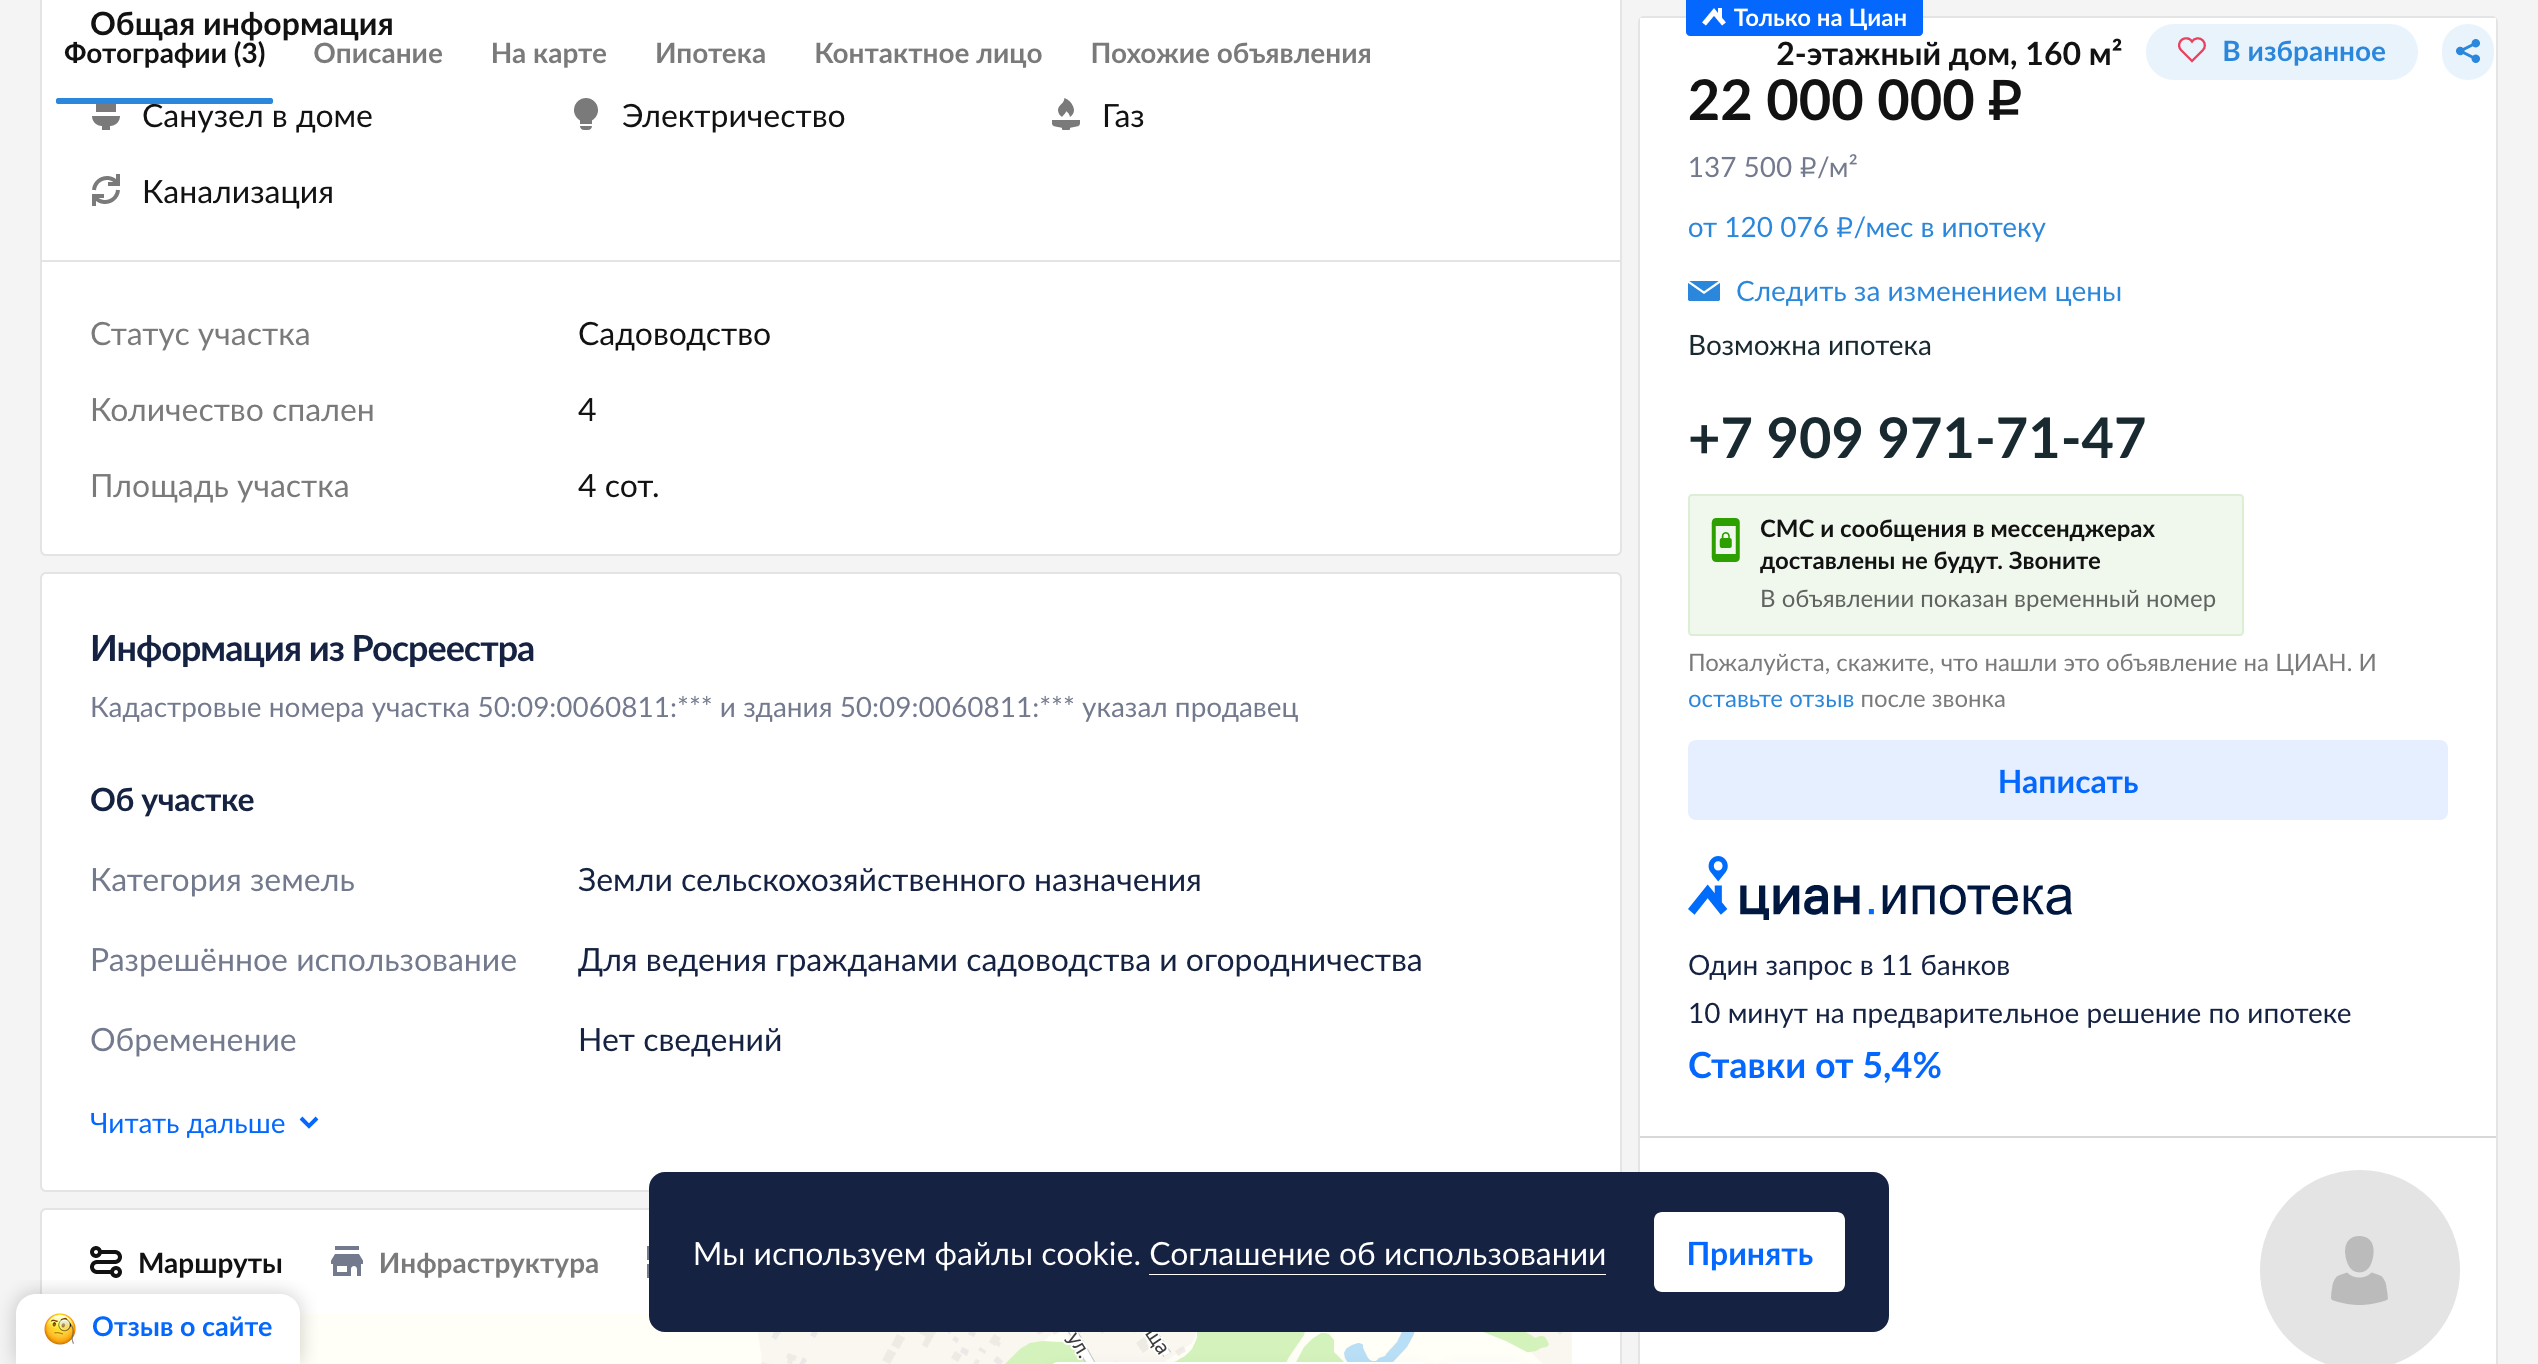 Общая информация
Фотографии (3) Описание На карте Ипотека Контактное лицо Похожие объявления
Санузел в доме Электричество Газ
Канализация
Статус участка Садоводство
Количество спален 4
Площадь участка 4 сот.
Информация из Росреестра
Кадастровые номера участка 50:09:0060811:*** и здания 50:09:0060811:*** указал продавец
Об участке
Категория земель Земли сельскохозяйственного назначения
Разрешённое использование Для ведения гражданами садоводства и огородничества
Обременение Нет сведений
Читать дальше
Маршруты Инфраструктура
Отзыв о сайте
ул.
Мы используем файлы cookie. Соглашение об использовании Принять
Только на Циан
2-этажный дом, 160 м² В избранное
22 000 000 ₽
137 500 ₽/м²
от 120 076 ₽/мес в ипотеку
Следить за изменением цены
Возможна ипотека
+7 909 971-71-47
СМС и сообщения в мессенджерах
доставлены не будут. Звоните
В объявлении показан временный номер
Пожалуйста, скажите, что нашли это объявление на ЦИАН. И
оставьте отзыв после звонка
Написать
циан.ипотека
Один запрос в 11 банков
10 минут на предварительное решение по ипотеке
Ставки от 5,4%